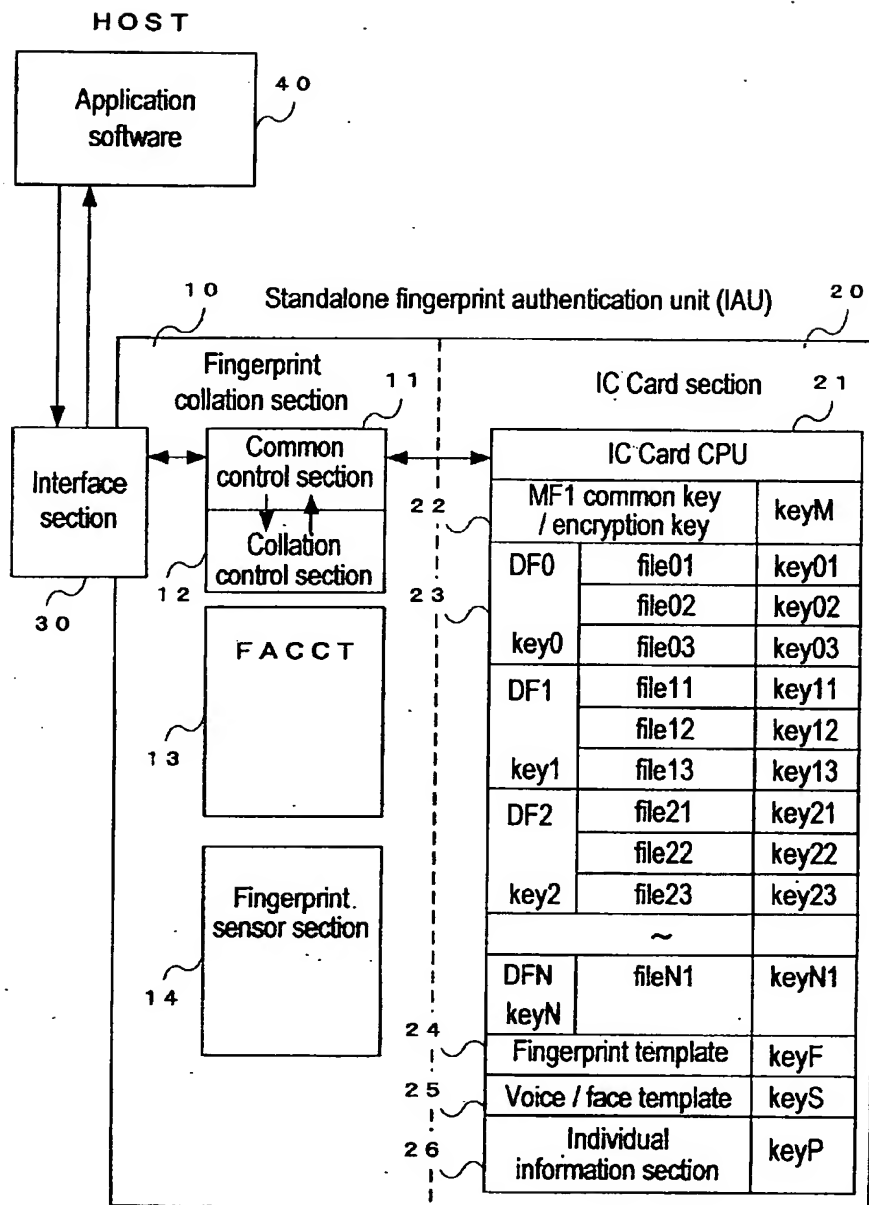 HOST
40
Application
software
10
Standalone fingerprint authentication unit (IAU)
20
Fingerprint
collation section
11
IC Card section
21
Interface
section
30
Common
control section
Collation
control section
12
FACCT
13
Fingerprint.
sensor section
14
IC Card CPU
22
MF1 common key
/ encryption key
keyM
23
DF0
file01
key01
file02
key02
key0
file03
key03
DF1
file11
key11
file12
key12
key1
file13
key13
DF2
file21
key21
file22
key22
key2
file23
key23
~
DFN
fileN1
keyN1
keyN
24
Fingerprint template
keyF
25
Voice / face template
keyS
26
Individual
information section
keyP